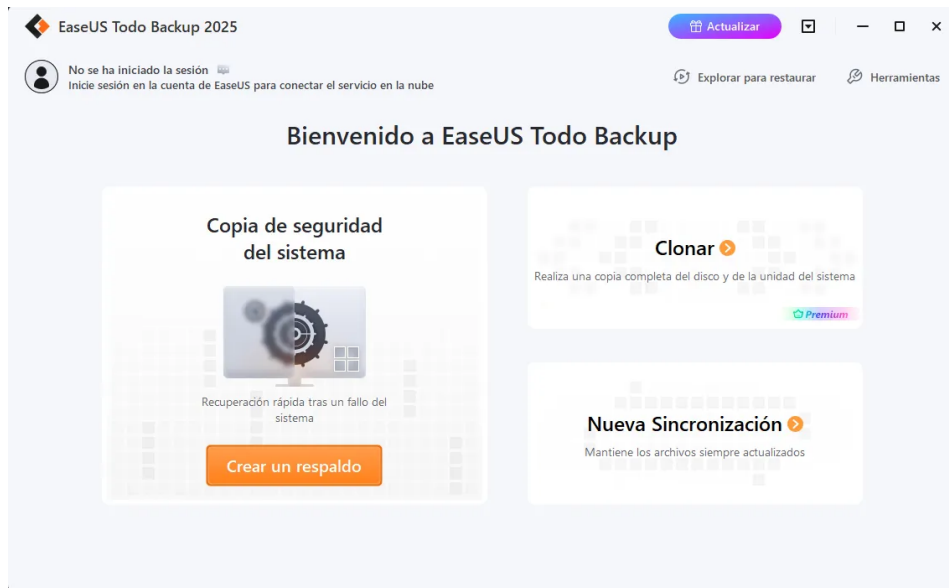 EaseUS Todo Backup 2025
Actualizar
No se ha iniciado la sesión
Inicie sesión en la cuenta de EaseUS para conectar el servicio en la nube
Explorar para restaurar
Herramientas
Bienvenido a EaseUS Todo Backup
Copia de seguridad
del sistema
Recuperación rápida tras un fallo del
sistema
Crear un respaldo
Clonar
Realiza una copia completa del disco y de la unidad del sistema
Premium
Nueva Sincronización
Mantiene los archivos siempre actualizados